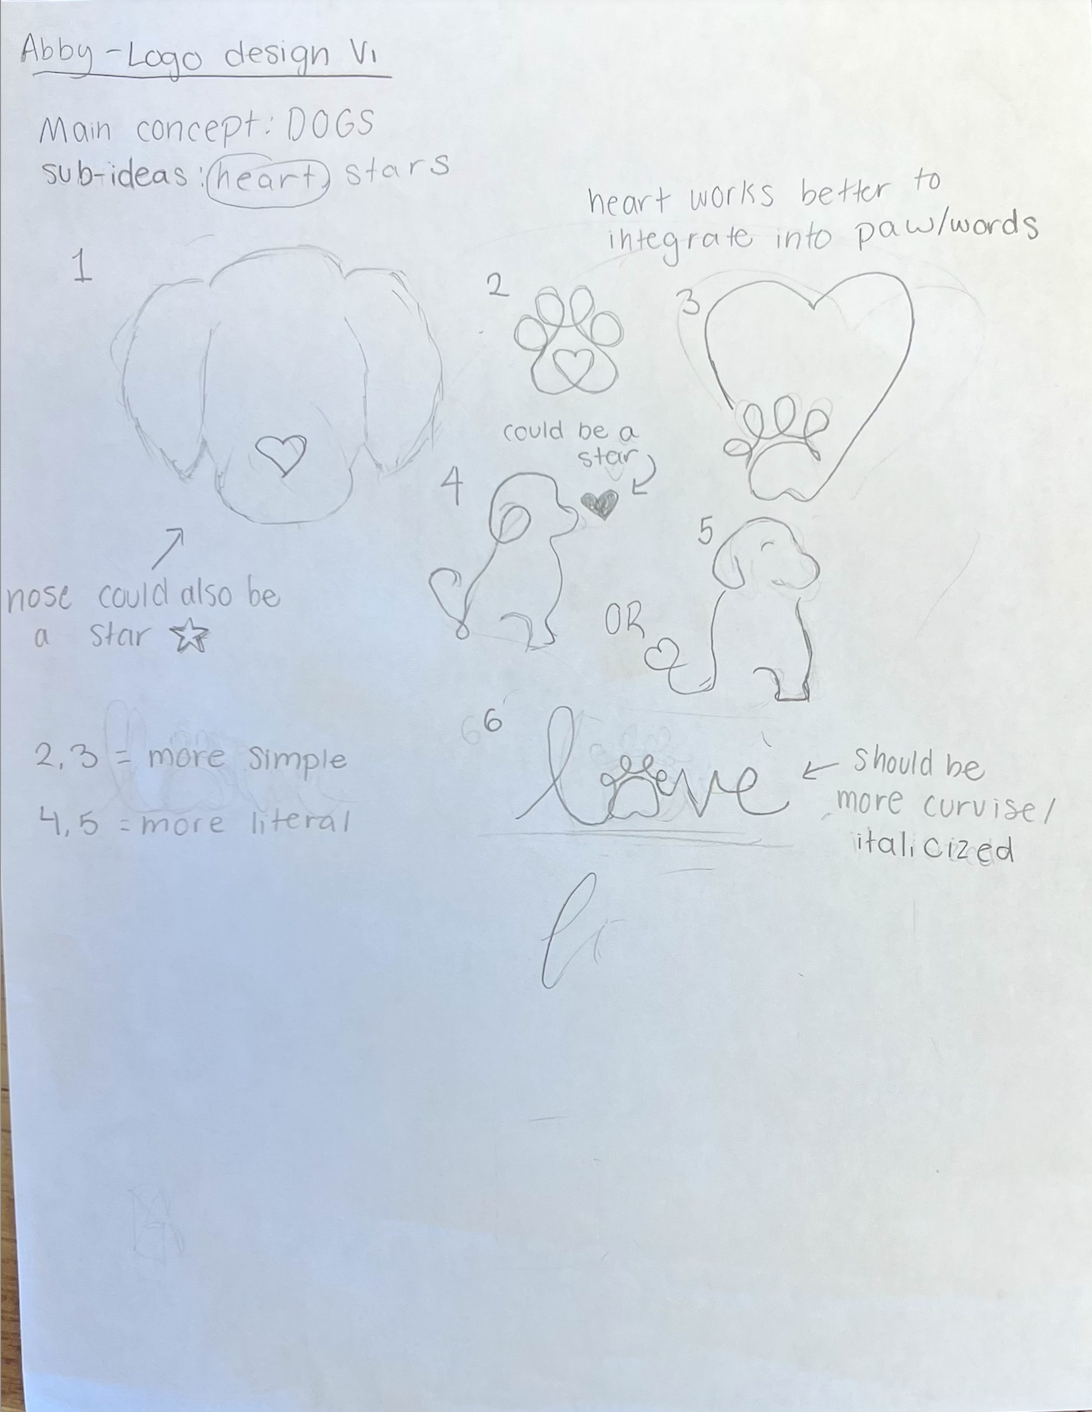 Abby - Logo design V1
Main concept: DOGS
sub-ideas: heart, stars
heart works better to
integrate into paw/words
1
2
3
could be a
star
4
5
nose could also be
a star
OR
6
love
should be
more curvise/
italicized
2,3 = more simple
4,5 = more literal